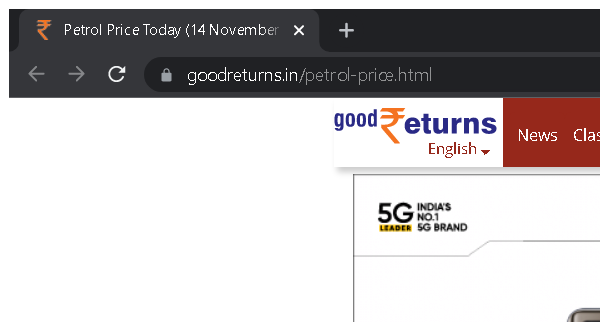 Petrol Price Today (14 November
goodreturns.in/petrol-price.html
good₹eturns
English
News Clas
5G INDIA'S
NO.1
LEADER 5G BRAND